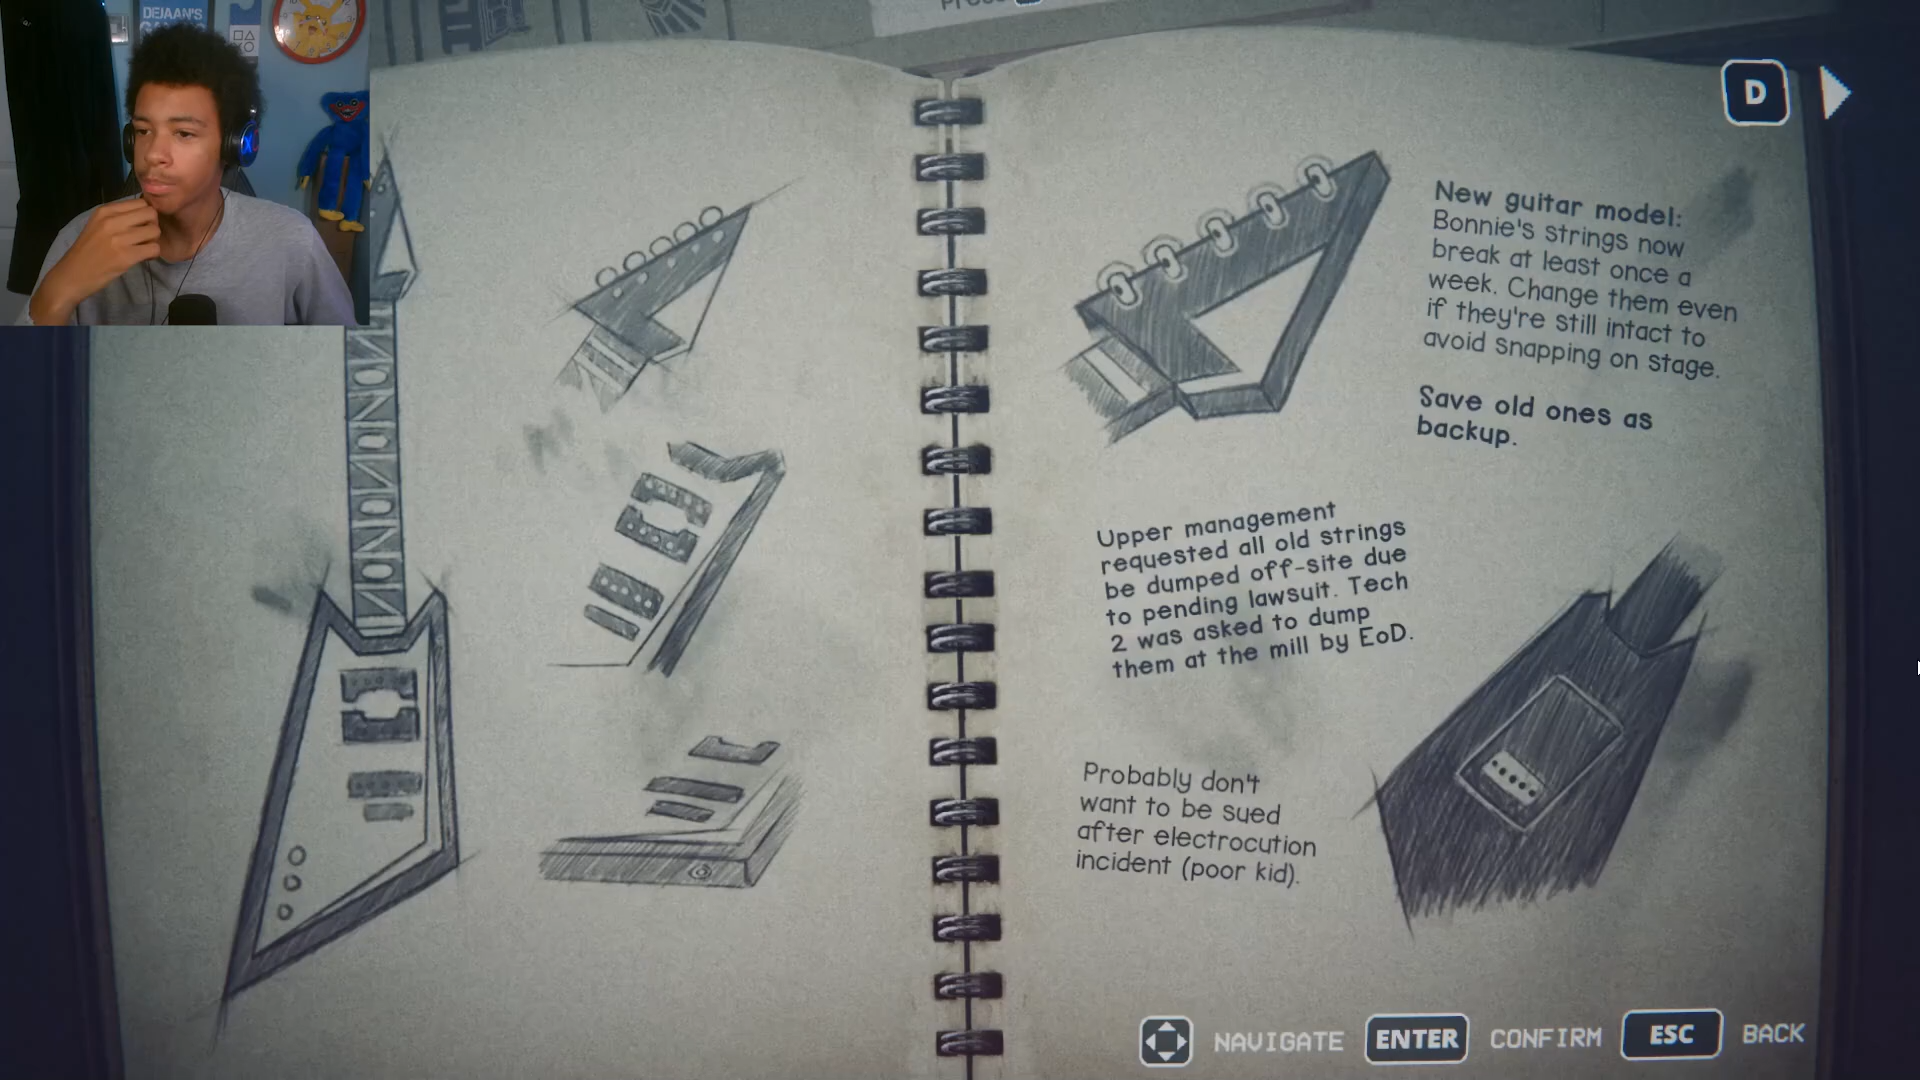 DEJAAN'S
D
New guitar model:
Bonnie's strings now
break at least once a
week. Change them even
if they're still intact to
avoid snapping on stage.
Save old ones as
backup.
Upper management
requested all old strings
be dumped off-site due
to pending lawsuit. Tech
2 was asked to dump
them at the mill by EoD.
Probably don't
want to be sued
after electrocution
incident (poor kid).
NAVIGATE ENTER CONFIRM ESC BACK